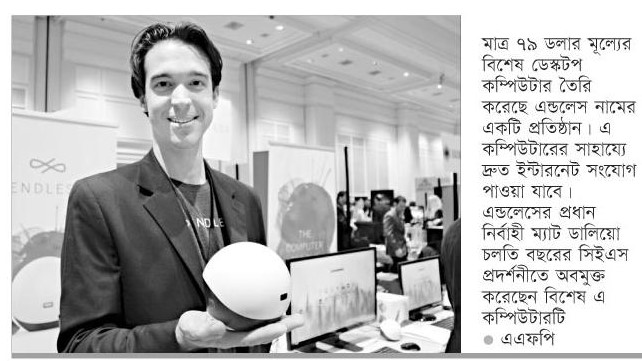 মাত্র ৭৯ ডলার মূল্যের
বিশেষ ডেস্কটপ
কম্পিউটার তৈরি
করেছে এন্ডলেস নামের
একটি প্রতিষ্ঠান। এ
কম্পিউটারের সাহায্যে
দ্রুত ইন্টারনেট সংযোগ
পাওয়া যাবে।
এন্ডলেসের প্রধান
নির্বাহী ম্যাট ডালিয়ো
চলতি বছরের সিইএস
প্রদর্শনীতে অবমুক্ত
করেছেন বিশেষ এ
কম্পিউটারটি
● এএফপি
ENDLES
NDLE
THE
COMPUTER